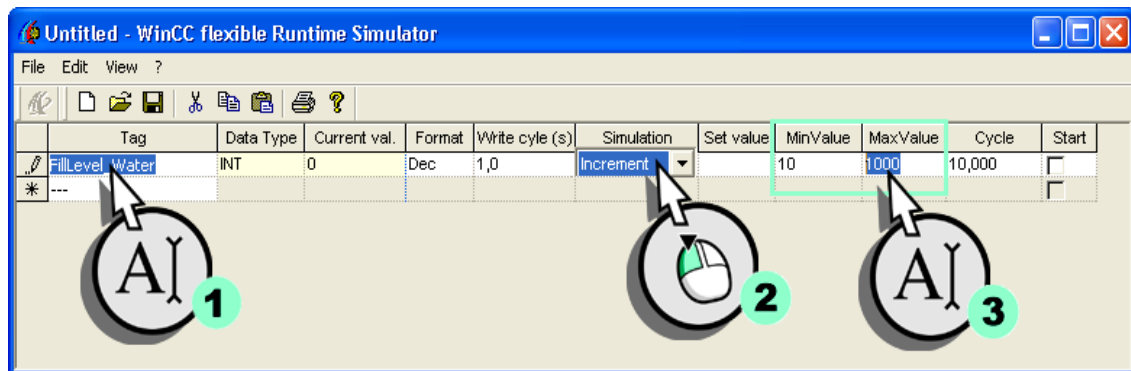 Untitled - WinCC flexible Runtime Simulator
File Edit View ?
Tag Data Type Current val. Format Write cyle (s) Simulation Set value MinValue MaxValue Cycle Start
FillLevel_Water INT 0 Dec 1,0 Increment 10 1000 10,000
* ---
A 1
2
A 3